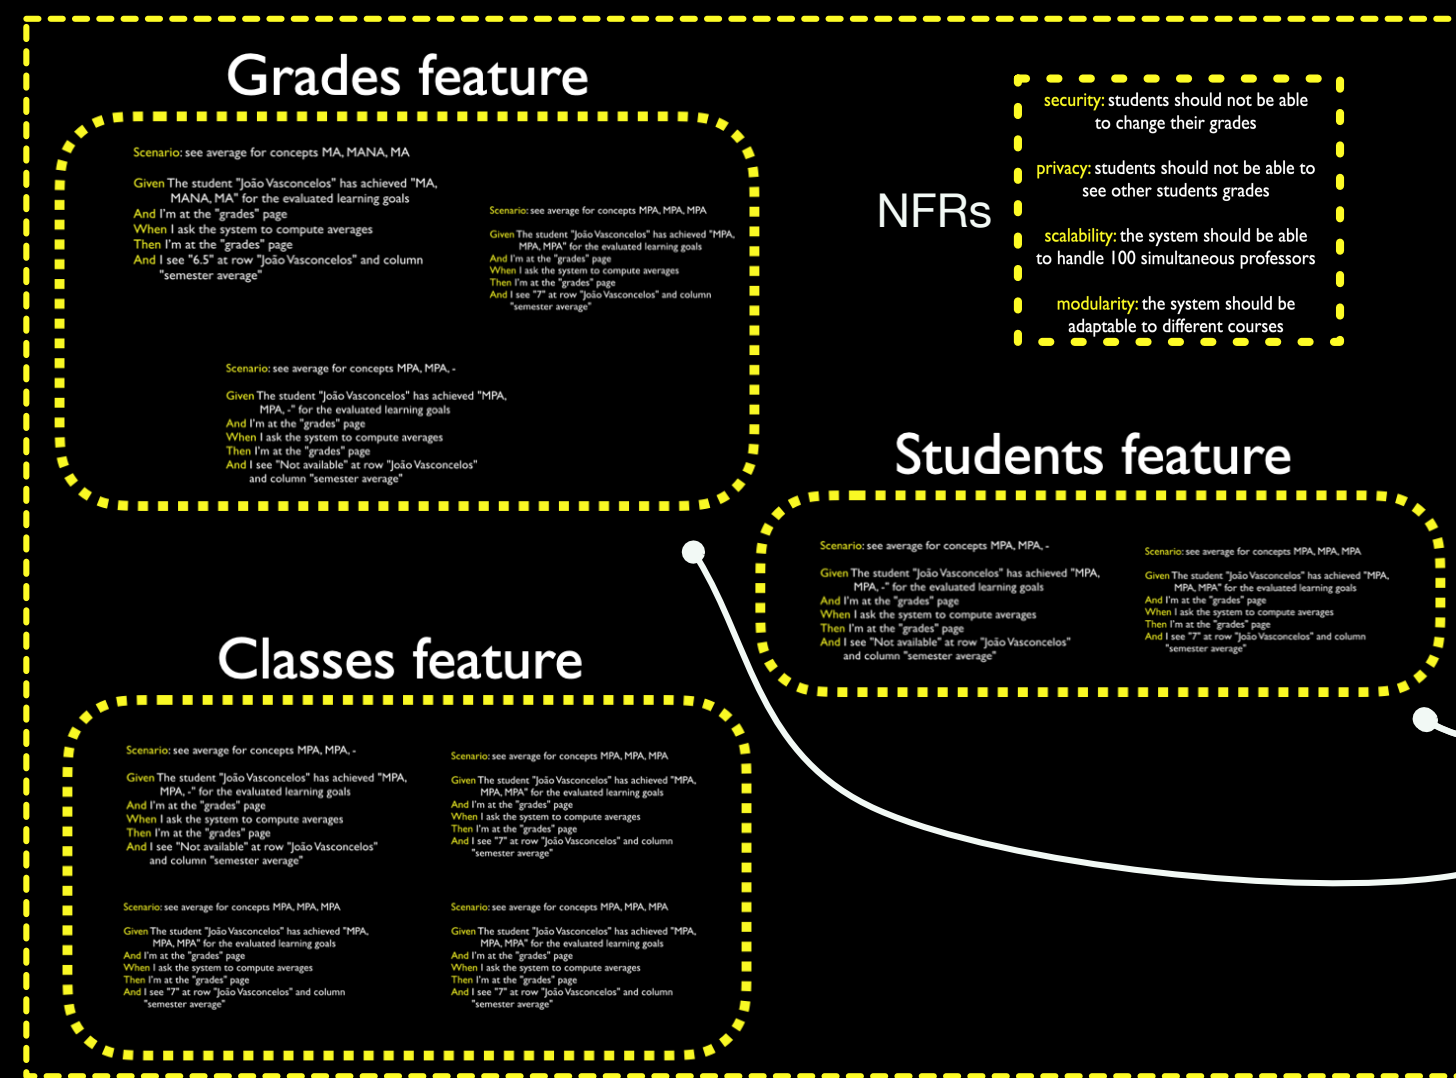 Grades feature
Scenario: see average for concepts MA, MANA, MA
Given The student "João Vasconcelos" has achieved "MA,
MANA, MA" for the evaluated learning goals
And I'm at the "grades" page
When I ask the system to compute averages
Then I'm at the "grades" page
And I see "6.5" at row "João Vasconcelos" and column
"semester average"
Scenario: see average for concepts MPA, MPA, MPA
Given The student "João Vasconcelos" has achieved "MPA,
MPA, MPA" for the evaluated learning goals
And I'm at the "grades" page
When I ask the system to compute averages
Then I'm at the "grades" page
And I see "7" at row "João Vasconcelos" and column
"semester average"
Scenario: see average for concepts MPA, MPA, -
Given The student "João Vasconcelos" has achieved "MPA,
MPA, -" for the evaluated learning goals
And I'm at the "grades" page
When I ask the system to compute averages
Then I'm at the "grades" page
And I see "Not available" at row "João Vasconcelos"
and column "semester average"
NFRs
security: students should not be able
to change their grades
privacy: students should not be able to
see other students grades
scalability: the system should be able
to handle 100 simultaneous professors
modularity: the system should be
adaptable to different courses
Students feature
Scenario: see average for concepts MPA, MPA, -
Given The student "João Vasconcelos" has achieved "MPA,
MPA, -" for the evaluated learning goals
And I'm at the "grades" page
When I ask the system to compute averages
Then I'm at the "grades" page
And I see "Not available" at row "João Vasconcelos"
and column "semester average"
Scenario: see average for concepts MPA, MPA, MPA
Given The student "João Vasconcelos" has achieved "MPA,
MPA, MPA" for the evaluated learning goals
And I'm at the "grades" page
When I ask the system to compute averages
Then I'm at the "grades" page
And I see "7" at row "João Vasconcelos" and column
"semester average"
Classes feature
Scenario: see average for concepts MPA, MPA, -
Given The student "João Vasconcelos" has achieved "MPA,
MPA, -" for the evaluated learning goals
And I'm at the "grades" page
When I ask the system to compute averages
Then I'm at the "grades" page
And I see "Not available" at row "João Vasconcelos"
and column "semester average"
Scenario: see average for concepts MPA, MPA, MPA
Given The student "João Vasconcelos" has achieved "MPA,
MPA, MPA" for the evaluated learning goals
And I'm at the "grades" page
When I ask the system to compute averages
Then I'm at the "grades" page
And I see "7" at row "João Vasconcelos" and column
"semester average"
Scenario: see average for concepts MPA, MPA, MPA
Given The student "João Vasconcelos" has achieved "MPA,
MPA, MPA" for the evaluated learning goals
And I'm at the "grades" page
When I ask the system to compute averages
Then I'm at the "grades" page
And I see "7" at row "João Vasconcelos" and column
"semester average"
Scenario: see average for concepts MPA, MPA, MPA
Given The student "João Vasconcelos" has achieved "MPA,
MPA, MPA" for the evaluated learning goals
And I'm at the "grades" page
When I ask the system to compute averages
Then I'm at the "grades" page
And I see "7" at row "João Vasconcelos" and column
"semester average"